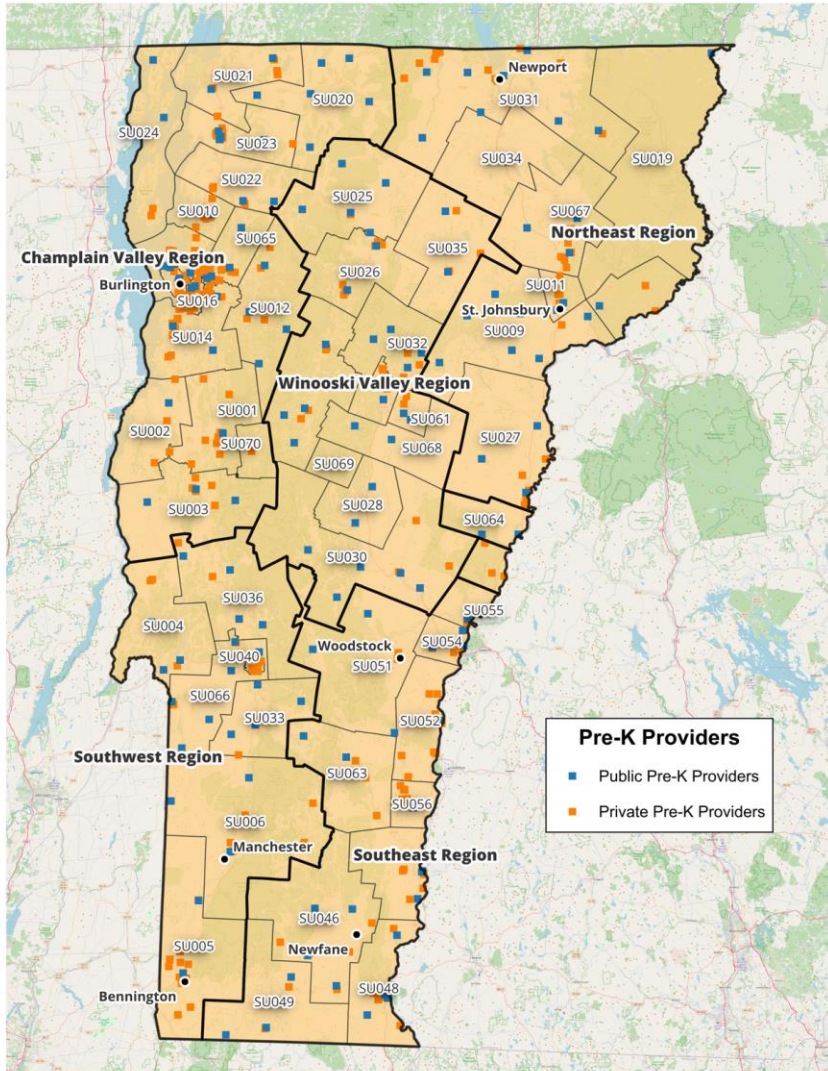 Newport
SU021
SU020
SU031
SU024
SU023
SU034
SU019
SU022
SU025
SU010
SU067
SU065
Northeast Region
SU035
Champlain Valley Region
SU026
Burlington
SU011
SU016
SU012
St. Johnsbury
SU009
SU014
SU032
Winooski Valley Region
SU001
SU061
SU002
SU027
SU070
SU068
SU069
SU003
SU028
SU064
SU030
SU036
SU055
SU004
Woodstock
SU054
SU040
SU051
SU066
SU033
SU052
Pre-K Providers
Public Pre-K Providers
Private Pre-K Providers
Southwest Region
SU063
SU056
SU006
Manchester
Southeast Region
SU046
SU005
Newfane
Bennington
SU048
SU049